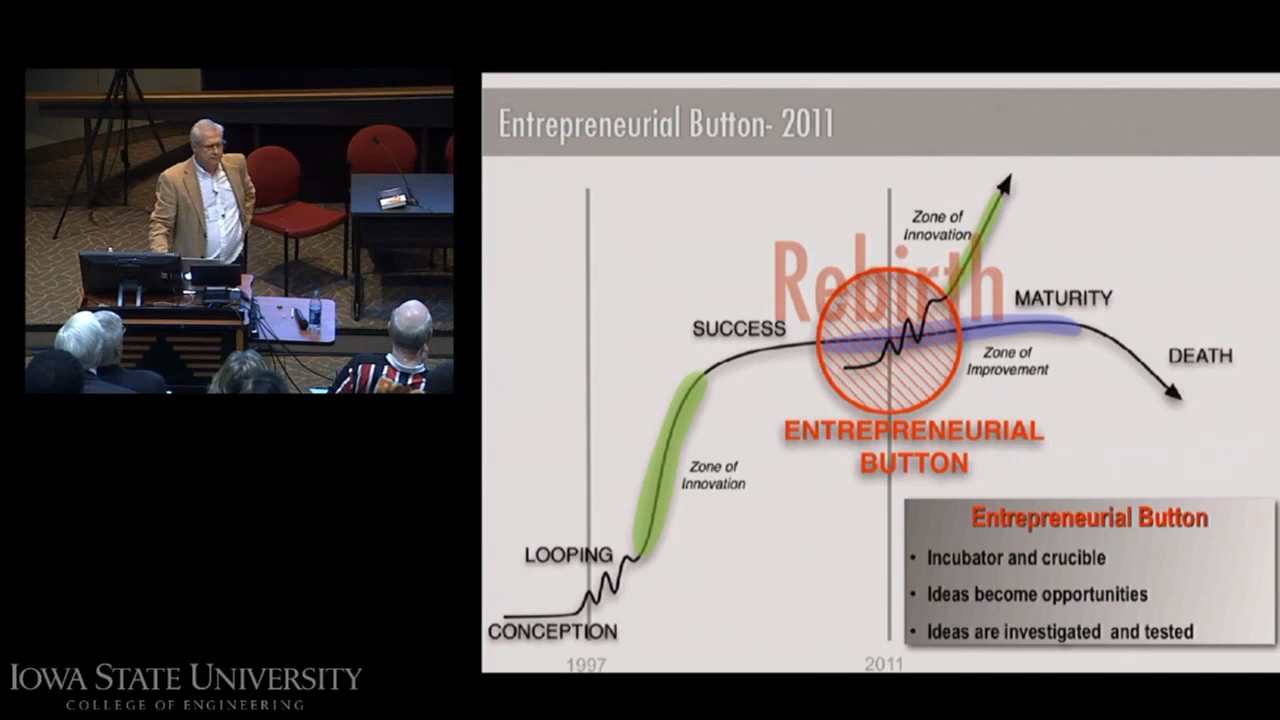 Entrepreneurial Button- 2011
Zone of
Innovation
Rebirth
MATURITY
SUCCESS
DEATH
Zone of
Improvement
ENTREPRENEURIAL
BUTTON
Zone of
Innovation
Entrepreneurial Button
• Incubator and crucible
• Ideas become opportunities
• Ideas are investigated and tested
LOOPING
CONCEPTION
1997
2011
IOWA STATE UNIVERSITY
COLLEGE OF ENGINEERING